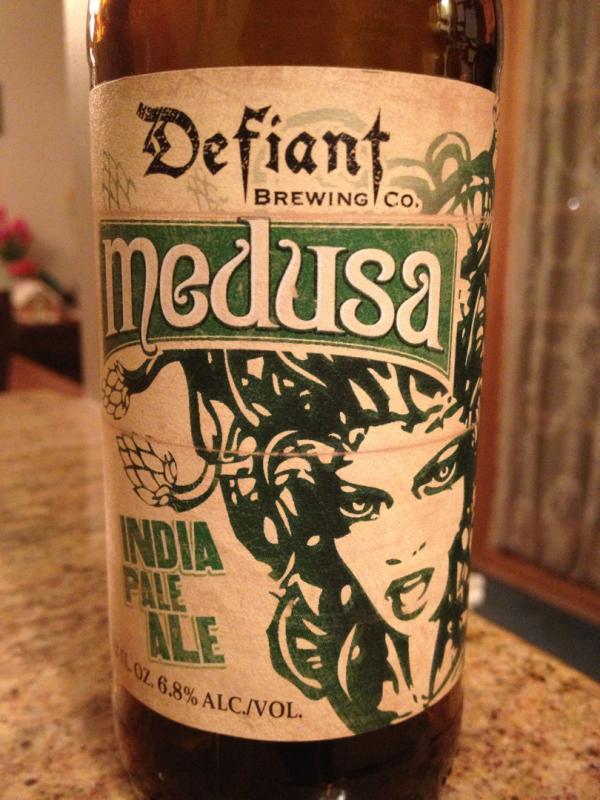 Defiant
BREWING CO.
medusa
INDIA
PALE
ALE
OZ. 6.8% ALC./VOL.